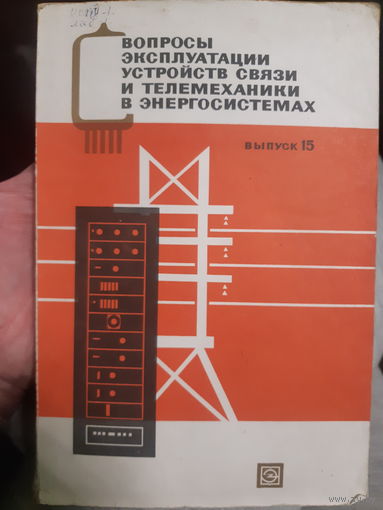 ВОПРОСЫ
ЭКСПЛУАТАЦИИ
УСТРОЙСТВ СВЯЗИ
И ТЕЛЕМЕХАНИКИ
В ЭНЕРГОСИСТЕМАХ
ВЫПУСК 15